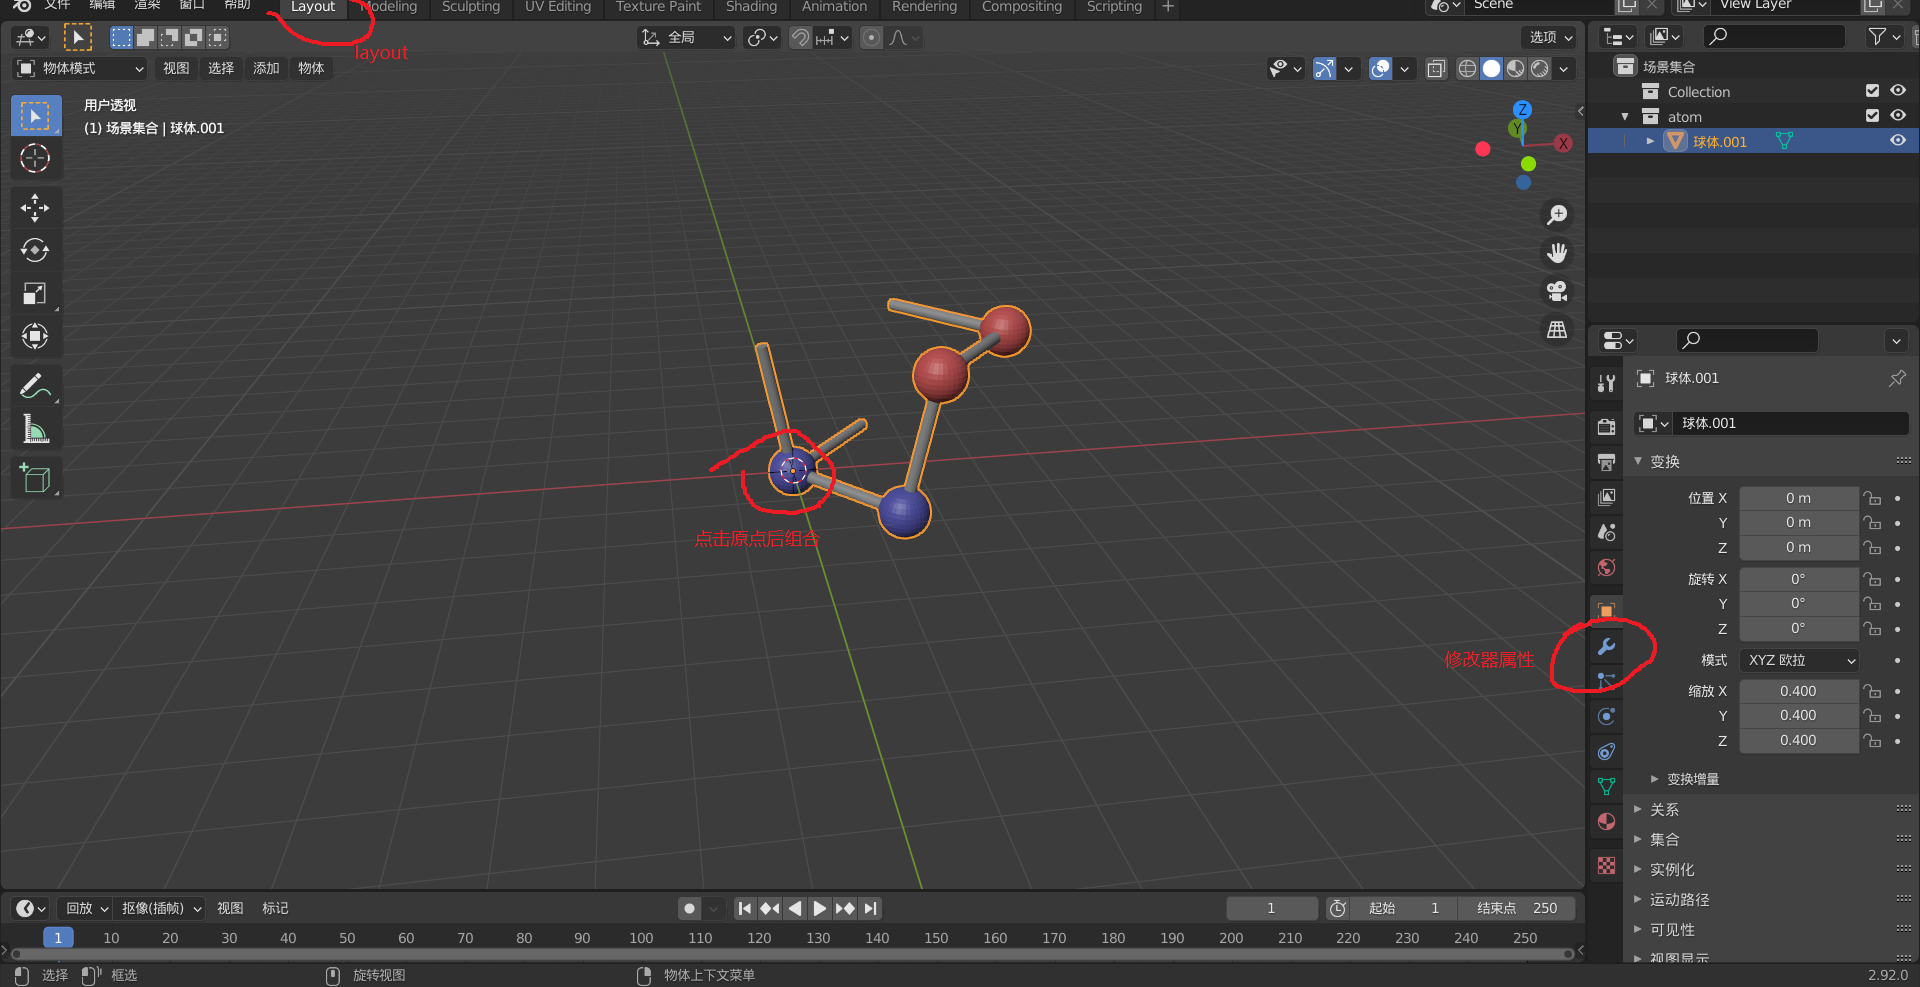 文件 编辑 渲染 窗口 帮助 Layout Modeling Sculpting UV Editing Texture Paint Shading Animation Rendering Compositing Scripting + Scene View Layer
layout
全局 选项
物体模式 视图 选择 添加 物体
用户透视
(1) 场景集合 | 球体.001
Z
Y
X
点击原点后组合
修改器属性
场景集合
Collection
atom
球体.001
球体.001
球体.001
变换
位置 X 0 m
Y 0 m
Z 0 m
旋转 X 0°
Y 0°
Z 0°
模式 XYZ 欧拉
缩放 X 0.400
Y 0.400
Z 0.400
变换增量
关系
集合
实例化
运动路径
可见性
视图显示
回放 抠像(插帧) 视图 标记 1 起始 1 结束点 250
1 10 20 30 40 50 60 70 80 90 100 110 120 130 140 150 160 170 180 190 200 210 220 230 240 250
选择 框选 旋转视图 物体上下文菜单 2.92.0